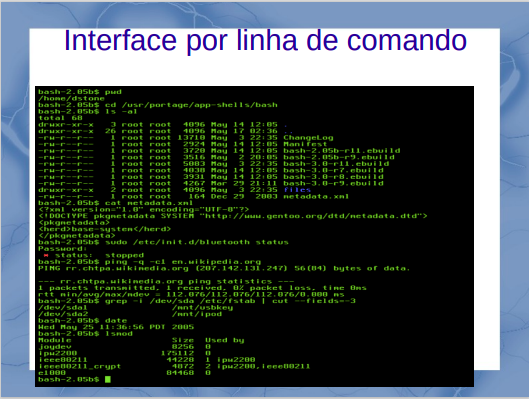 Interface por linha de comando
bash-2.05b$ pwd
/home/dstone
bash-2.05b$ cd /usr/portage/app-shells/bash
bash-2.05b$ ls -al
total 68
drwxr-xr-x 3 root root 4096 May 14 12:05 .
drwxr-xr-x 26 root root 4096 May 17 02:36 ..
-rw-r--r-- 1 root root 13710 May 3 22:35 ChangeLog
-rw-r--r-- 1 root root 2924 May 14 12:05 Manifest
-rw-r--r-- 1 root root 3720 May 14 12:05 bash-2.05b-r11.ebuild
-rw-r--r-- 1 root root 3516 May 2 20:05 bash-2.05b-r9.ebuild
-rw-r--r-- 1 root root 5083 May 3 22:35 bash-3.0-r11.ebuild
-rw-r--r-- 1 root root 4038 May 14 12:05 bash-3.0-r7.ebuild
-rw-r--r-- 1 root root 3931 May 14 12:05 bash-3.0-r8.ebuild
-rw-r--r-- 1 root root 4267 Mar 29 21:11 bash-3.0-r9.ebuild
drwxr-xr-x 2 root root 4096 May 3 22:35 files
-rw-r--r-- 1 root root 164 Dec 29 2003 metadata.xml
bash-2.05b$ cat metadata.xml
<?xml version="1.0" encoding="UTF-8"?>
<!DOCTYPE pkgmetadata SYSTEM "http://www.gentoo.org/dtd/metadata.dtd">
<pkgmetadata>
<herd>base-system</herd>
</pkgmetadata>
bash-2.05b$ sudo /etc/init.d/bluetooth status
Password:
* status: stopped
bash-2.05b$ ping -q -c1 en.wikipedia.org
PING rr.chtpa.wikimedia.org (207.142.131.247) 56(84) bytes of data.
--- rr.chtpa.wikimedia.org ping statistics ---
1 packets transmitted, 1 received, 0% packet loss, time 0ms
rtt min/avg/max/mdev = 112.076/112.076/112.076/0.000 ms
bash-2.05b$ grep -i /dev/sda /etc/fstab | cut --fields=-3
/dev/sda1 /mnt/usbkey
/dev/sda2 /mnt/ipod
bash-2.05b$ date
Wed May 25 11:36:56 PDT 2005
bash-2.05b$ lsmod
Module Size Used by
joydev 8256 0
ipw2200 175112 0
ieee80211 44228 1 ipw2200
ieee80211_crypt 4872 2 ipw2200,ieee80211
e1000 84468 0
bash-2.05b$